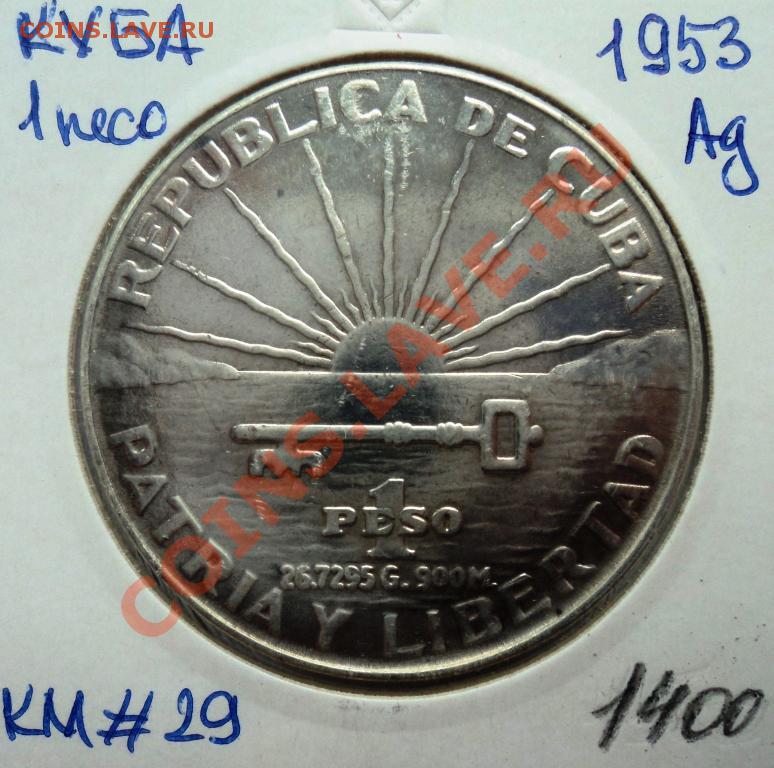 COINS.LAVE.RU
КУБА
1953
1 песо
Ag
REPUBLICA DE CUBA
1
PESO
26.7295 G. 900 M.
PATRIA Y LIBERTAD
COINS.LAVE.RU
KM # 29
1400